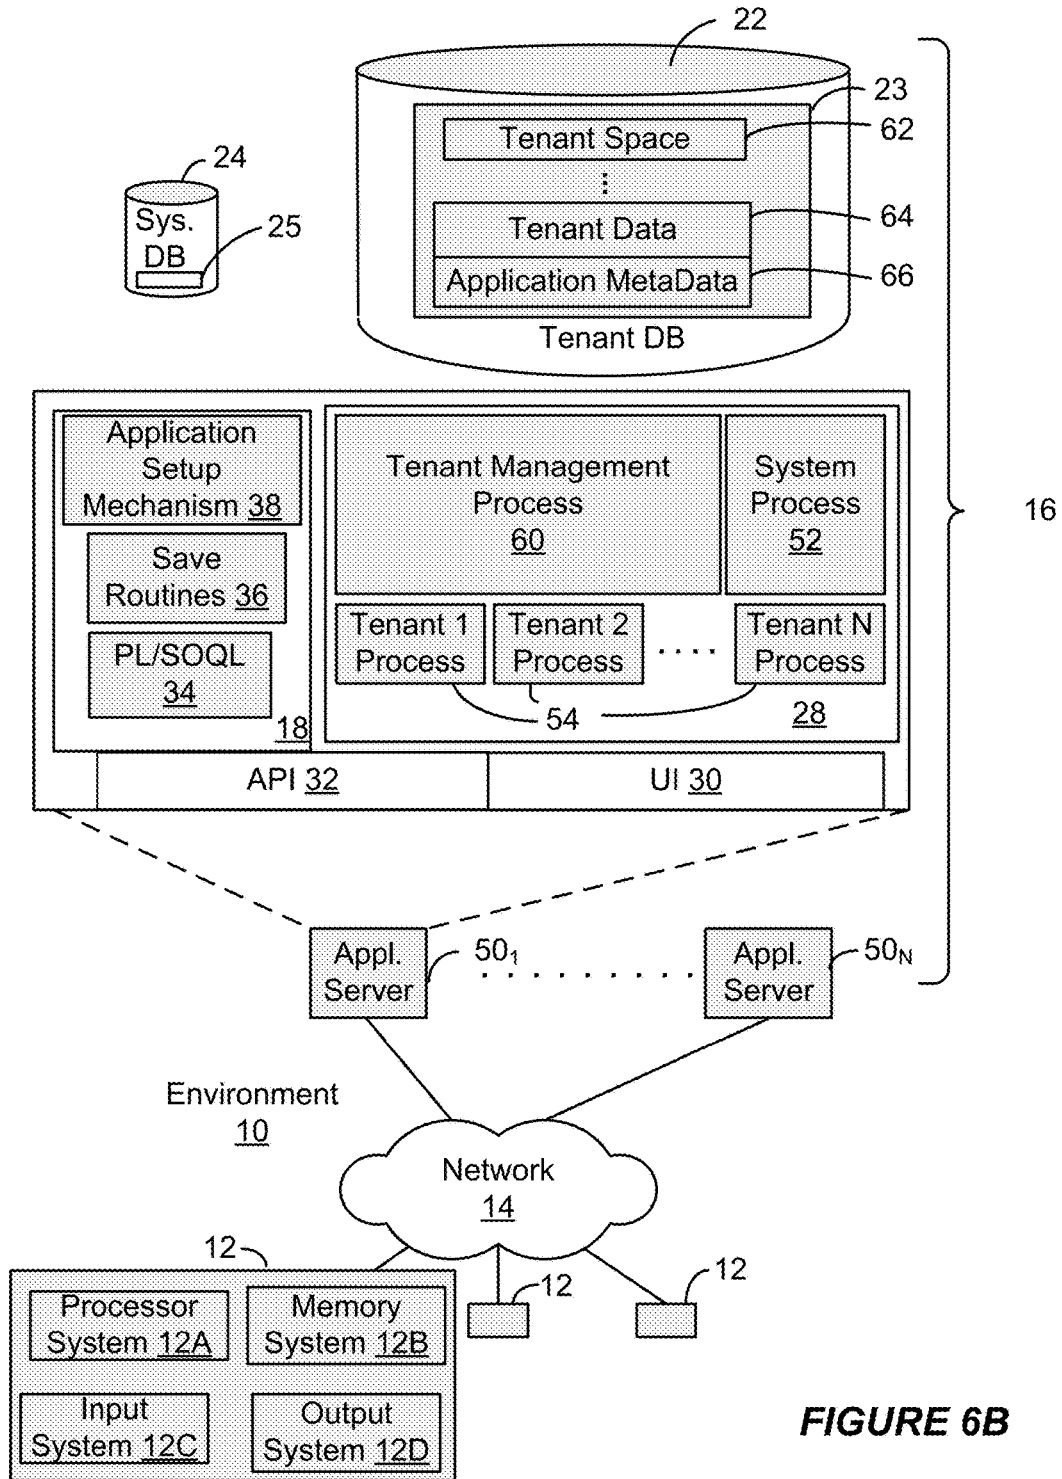 22
23
Tenant Space
62
24
Sys.
DB
25
Tenant Data
64
Application MetaData
66
Tenant DB
Application
Setup
Mechanism 38
Save
Routines 36
PL/SOQL
34
18
Tenant Management
Process
60
System
Process
52
16
Tenant 1
Process
Tenant 2
Process
Tenant N
Process
54
28
API 32
UI 30
Appl.
Server
50₁
Appl.
Server
50N
Environment
10
Network
14
12
Processor
System 12A
Memory
System 12B
Input
System 12C
Output
System 12D
12
12
FIGURE 6B